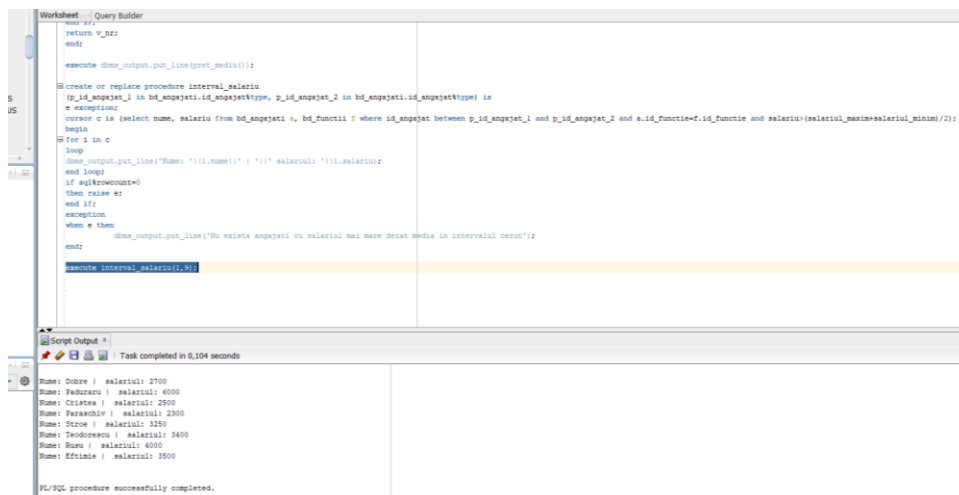 Worksheet Query Builder
end if;
return v_nr;
end;
execute dbms_output.put_line(pret_mediu());
create or replace procedure interval_salariu
(p_id_angajat_1 in bd_angajati.id_angajat%type, p_id_angajat_2 in bd_angajati.id_angajat%type) is
e exception;
cursor c is (select nume, salariu from bd_angajati a, bd_functii f where id_angajat between p_id_angajat_1 and p_id_angajat_2 and a.id_functie=f.id_functie and salariu>(salariul_maxim+salariul_minim)/2);
begin
for i in c
loop
dbms_output.put_line('Nume: '||i.nume||' | '||' salariul: '||i.salariu);
end loop;
if sql%rowcount=0
then raise e;
end if;
exception
when e then
dbms_output.put_line('Nu exista angajati cu salariul mai mare decat media in intervalul cerut');
end;
execute interval_salariu(1,9);
s
us
Script Output ×
Task completed in 0,104 seconds
Nume: Dobre | salariul: 2700
Nume: Paduraru | salariul: 6000
Nume: Cristea | salariul: 2500
Nume: Paraschiv | salariul: 2300
Nume: Stroe | salariul: 3250
Nume: Teodorescu | salariul: 3400
Nume: Rusu | salariul: 4000
Nume: Eftimie | salariul: 3500
PL/SQL procedure successfully completed.